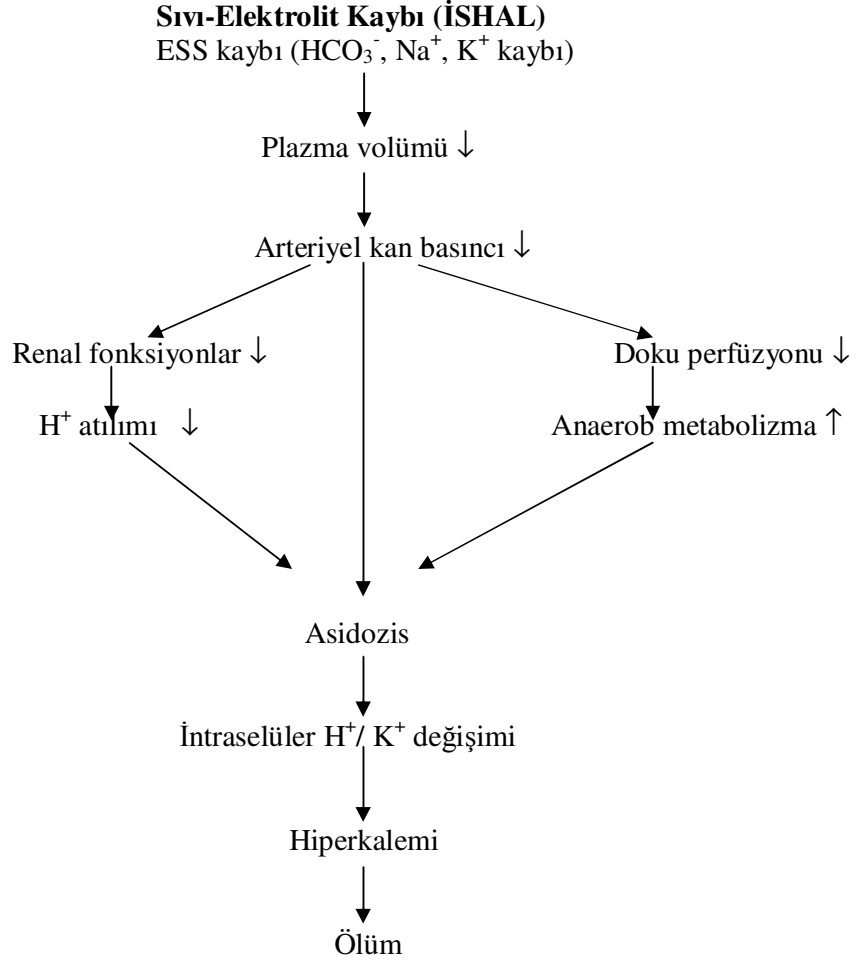 Sıvı-Elektrolit Kaybı (İSHAL)
ESS kaybı (HCO₃⁻, Na⁺, K⁺ kaybı)
Plazma volümü ↓
Arteriyel kan basıncı ↓
Renal fonksiyonlar ↓
Doku perfüzyonu ↓
H⁺ atılımı ↓
Anaerob metabolizma ↑
Asidozis
İntraselüler H⁺/ K⁺ değişimi
Hiperkalemi
Ölüm